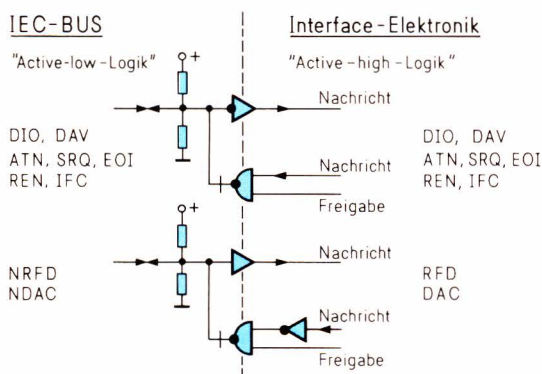 IEC-BUS
Interface-Elektronik
"Active-low-Logik"
"Active-high-Logik"
+
Nachricht
DIO, DAV
ATN, SRQ, EOI
REN, IFC
DIO, DAV
ATN, SRQ, EOI
REN, IFC
Nachricht
Freigabe
+
Nachricht
NRFD
NDAC
RFD
DAC
Nachricht
Freigabe